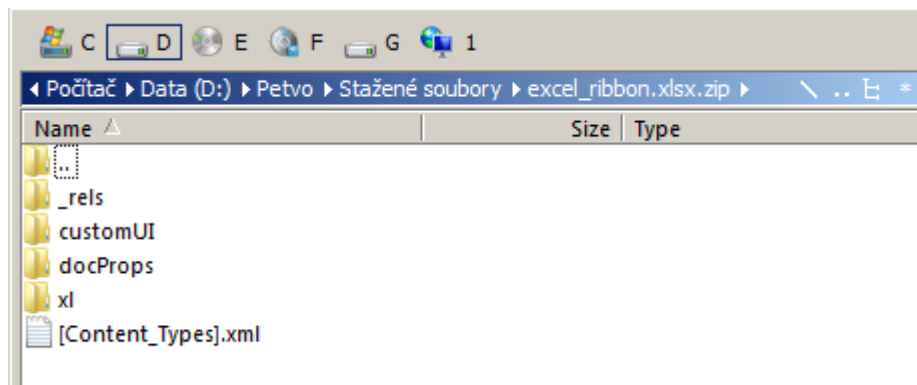 C D E F G 1
Počítač Data (D:) Petvo Stažené soubory excel_ribbon.xlsx.zip \ .. *
Name Size Type
..
_rels
customUI
docProps
xl
[Content_Types].xml